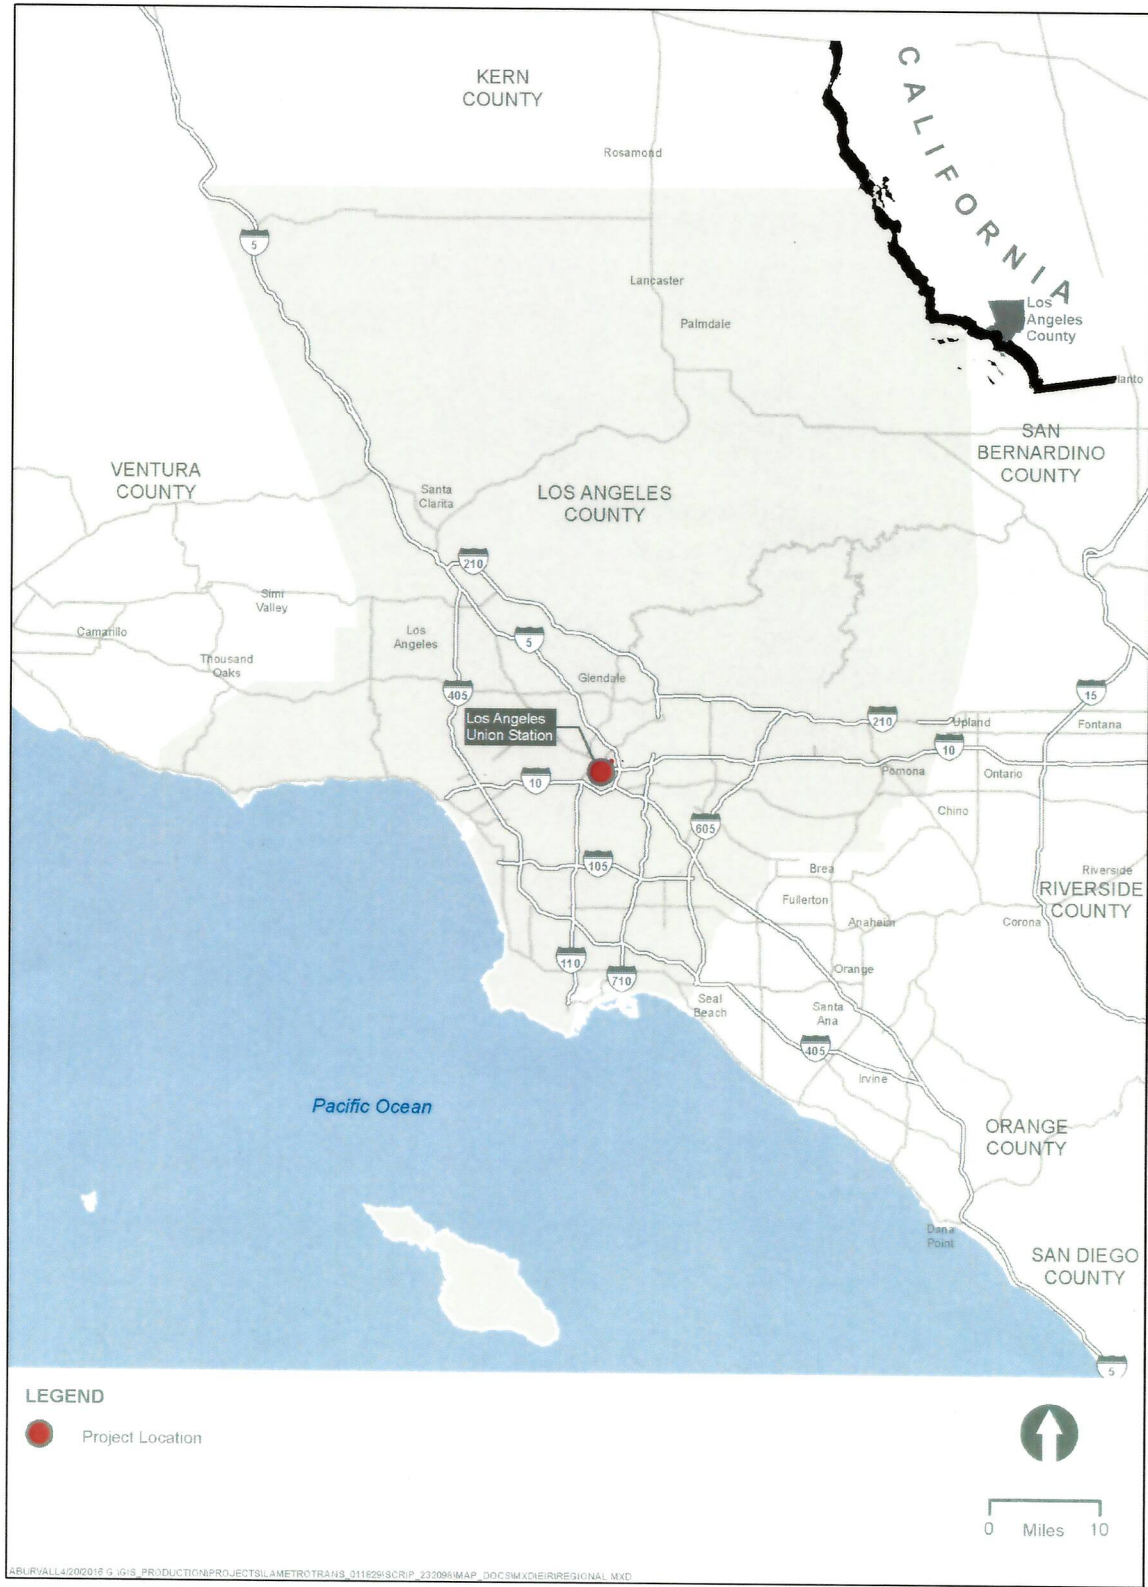 KERN
COUNTY
CALIFORNIA
Rosamond
5
Lancaster
Palmdale
Los
Angeles
County
SAN
BERNARDINO
COUNTY
VENTURA
COUNTY
Santa
Clarita
LOS ANGELES
COUNTY
210
Simi
Valley
Camarillo
Los
Angeles
5
Thousand
Oaks
Glendale
405
15
Los Angeles
Union Station
210
Upland
Fontana
10
10
Pomona
Ontario
Chino
605
105
Brea
Riverside
RIVERSIDE
COUNTY
Fullerton
Anaheim
Corona
110
710
Orange
Seal
Beach
Santa
Ana
405
Irvine
Pacific Ocean
ORANGE
COUNTY
Dana
Point
SAN DIEGO
COUNTY
5
LEGEND
Project Location
0 Miles 10